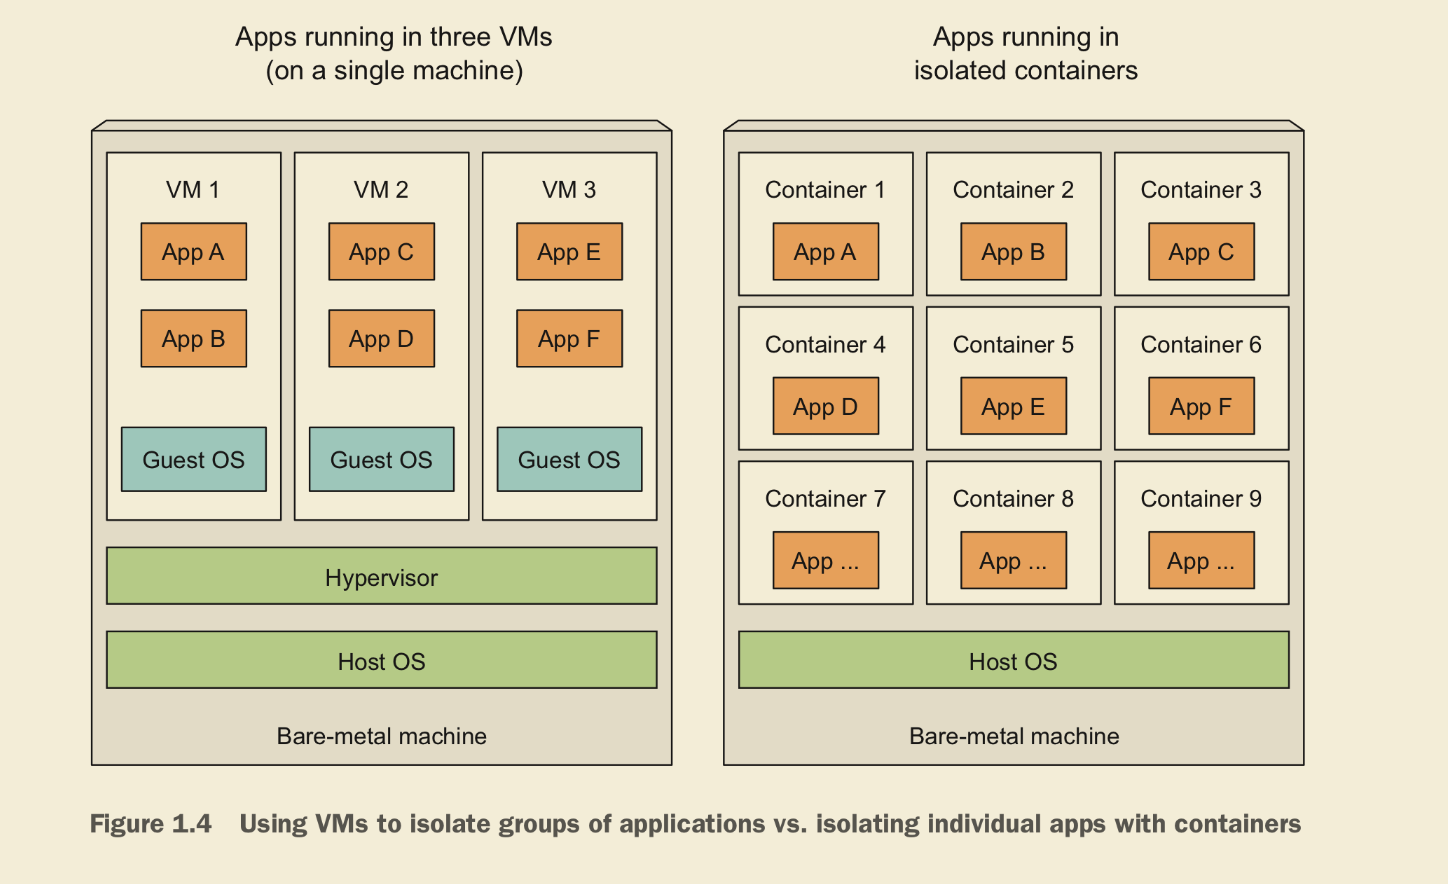 Apps running in three VMs
(on a single machine)
VM 1
App A
App B
Guest OS
VM 2
App C
App D
Guest OS
VM 3
App E
App F
Guest OS
Hypervisor
Host OS
Bare-metal machine
Apps running in
isolated containers
Container 1
App A
Container 2
App B
Container 3
App C
Container 4
App D
Container 5
App E
Container 6
App F
Container 7
App ...
Container 8
App ...
Container 9
App ...
Host OS
Bare-metal machine
Figure 1.4 Using VMs to isolate groups of applications vs. isolating individual apps with containers